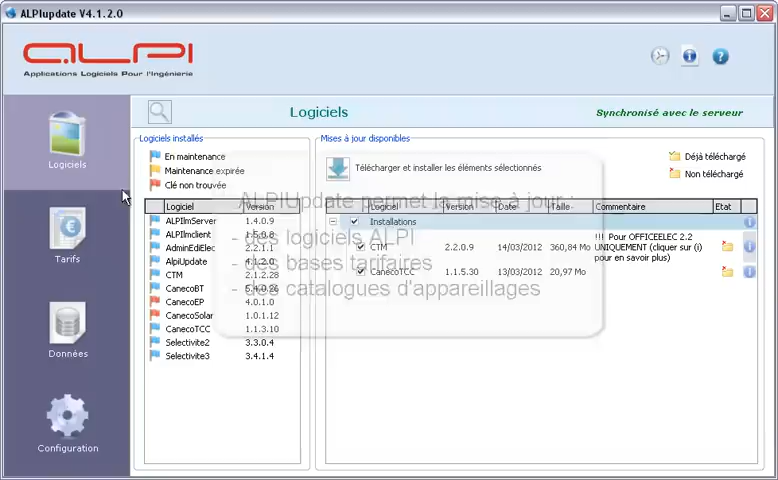 ALPIupdate V4.1.2.0
ALPI
Applications Logiciels Pour l'Ingénierie
Logiciels
Tarifs
Données
Configuration
Logiciels
Synchronisé avec le serveur
Logiciels installés
En maintenance
Maintenance expirée
Clé non trouvée
Logiciel Version
ALPIlmServer 1.4.0.9
ALPIlmclient 1.5.0.8
AdminEdiElec 2.2.1.1
AlpiUpdate 4.1.2.0
CTM 2.1.2.28
CanecoBT 5.4.0.26
CanecoEP 4.0.1.0
CanecoSolar 1.0.1.12
CanecoTCC 1.1.3.10
Selectivite2 3.3.0.4
Selectivite3 3.4.1.4
Mises à jour disponibles
Télécharger et installer les éléments sélectionnés
Déjà téléchargé
Non téléchargé
Logiciel Version Date Taille Commentaire Etat
Installations
CTM 2.2.0.9 14/03/2012 360,84 Mo
!!! Pour OFFICEELEC 2.2
UNIQUEMENT (cliquer sur (i)
pour en savoir plus)
CanecoTCC 1.1.5.30 13/03/2012 20,97 Mo
ALPIUpdate permet la mise à jour :
- des logiciels ALPI
- des bases tarifaires
- des catalogues d'appareillages